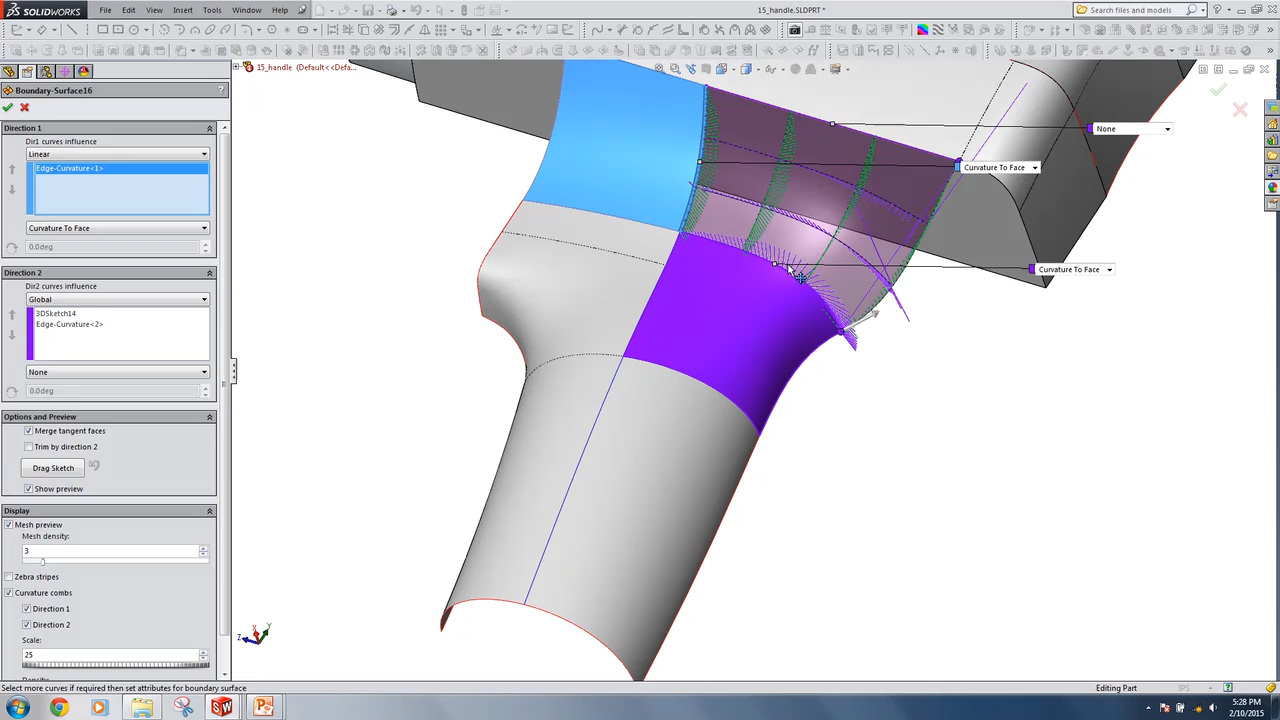 SOLIDWORKS File Edit View Insert Tools Window Help 15_handle.SLDPRT * Search files and models
15_handle (Default<<Defa...
Boundary-Surface16 ?
Direction 1
Dir1 curves influence
Linear
Edge-Curvature<1>
Curvature To Face
0.0deg
Direction 2
Dir2 curves influence
Global
3DSketch14
Edge-Curvature<2>
None
0.0deg
Options and Preview
Merge tangent faces
Trim by direction 2
Drag Sketch
Show preview
Display
Mesh preview
Mesh density:
3
Zebra stripes
Curvature combs
Direction 1
Direction 2
Scale:
25
None
Curvature To Face
Curvature To Face
Z Y X
Select more curves if required then set attributes for boundary surface
Editing Part
IPS
5:28 PM
2/10/2015